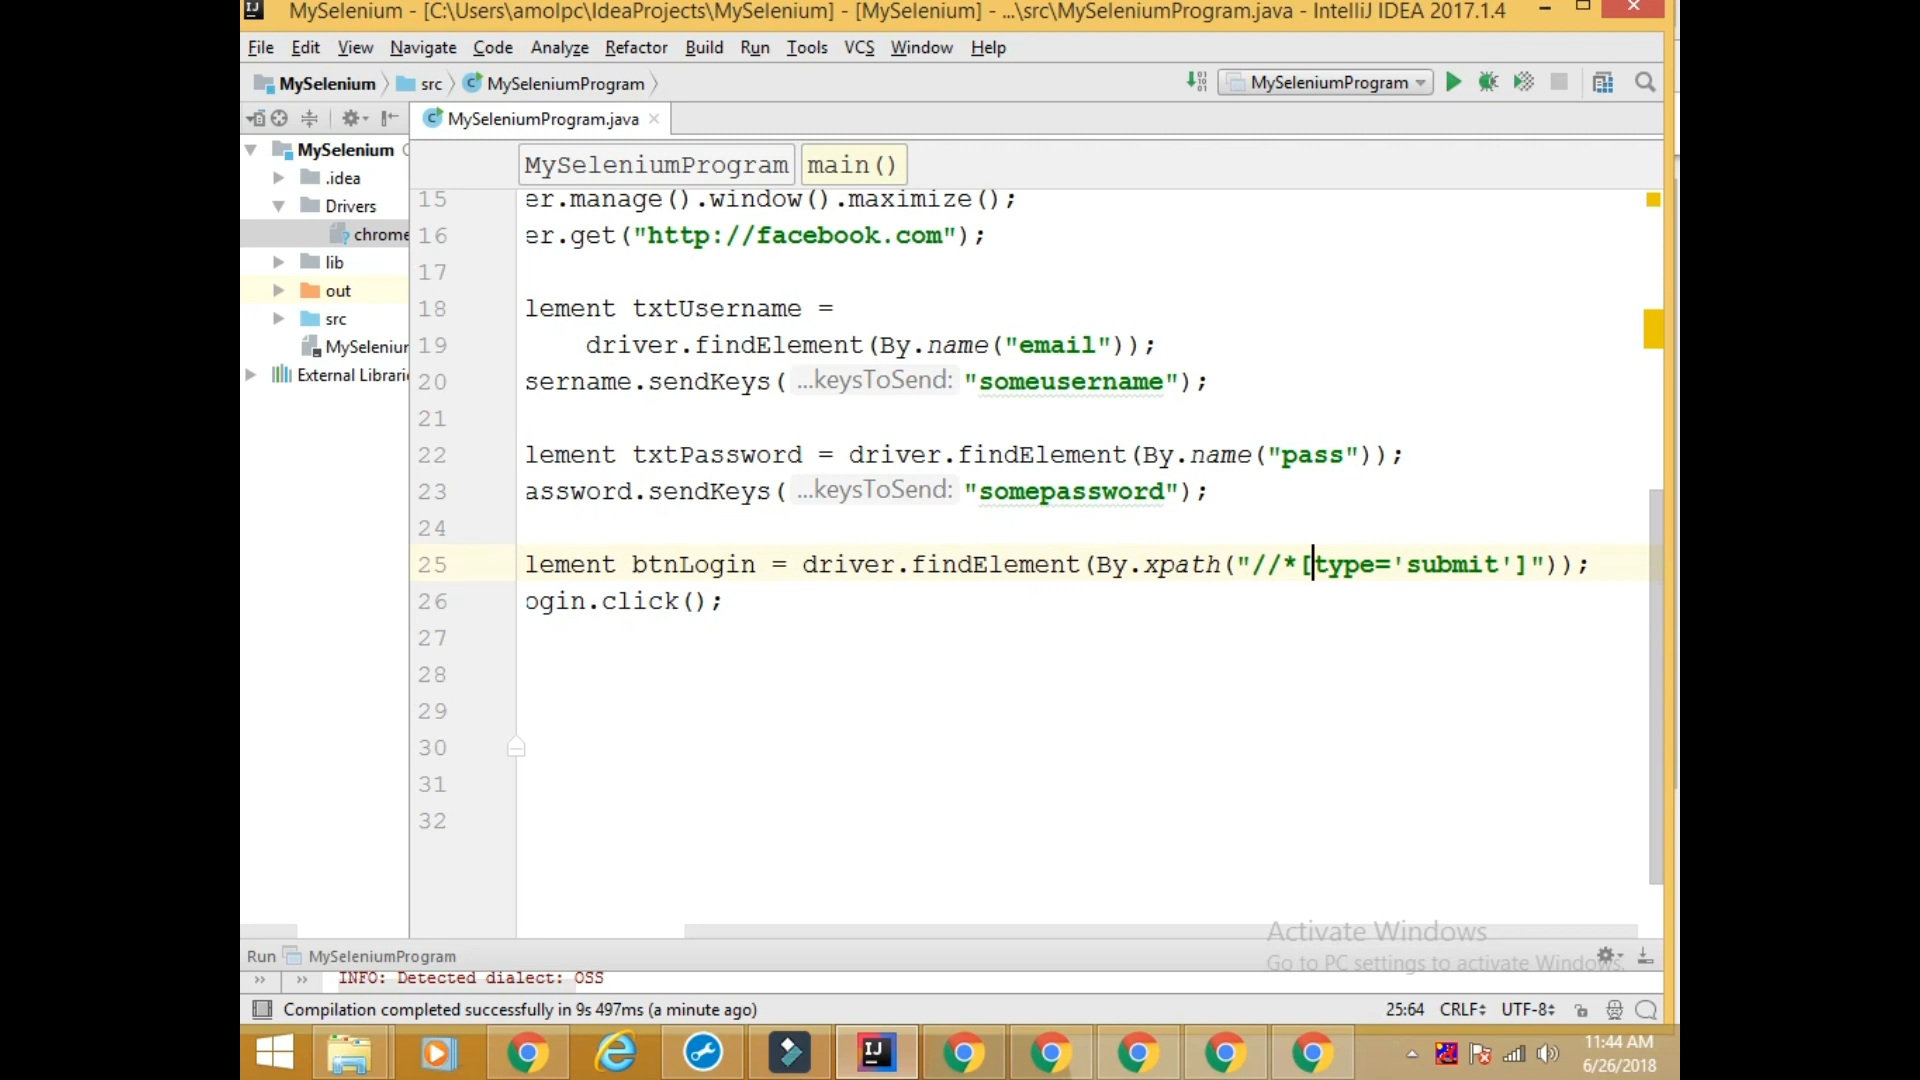 MySelenium - [C:\Users\amolpc\IdeaProjects\MySelenium] - [MySelenium] - ...\src\MySeleniumProgram.java - IntelliJ IDEA 2017.1.4
File Edit View Navigate Code Analyze Refactor Build Run Tools VCS Window Help
MySelenium src MySeleniumProgram MySeleniumProgram
MySeleniumProgram.java
MySelenium
.idea
Drivers
chrome
lib
out
src
MySeleniur
External Librari
MySeleniumProgram main()
15 er.manage().window().maximize();
16 er.get("http://facebook.com");
17
18 lement txtUsername =
19 driver.findElement(By.name("email"));
20 sername.sendKeys( ...keysToSend: "someusername");
21
22 lement txtPassword = driver.findElement(By.name("pass"));
23 assword.sendKeys( ...keysToSend: "somepassword");
24
25 lement btnLogin = driver.findElement(By.xpath("//*[type='submit']"));
26 ogin.click();
27
28
29
30
31
32
Activate Windows
Go to PC settings to activate Windows.
Run MySeleniumProgram
INFO: Detected dialect: OSS
Compilation completed successfully in 9s 497ms (a minute ago) 25:64 CRLF UTF-8
11:44 AM
6/26/2018